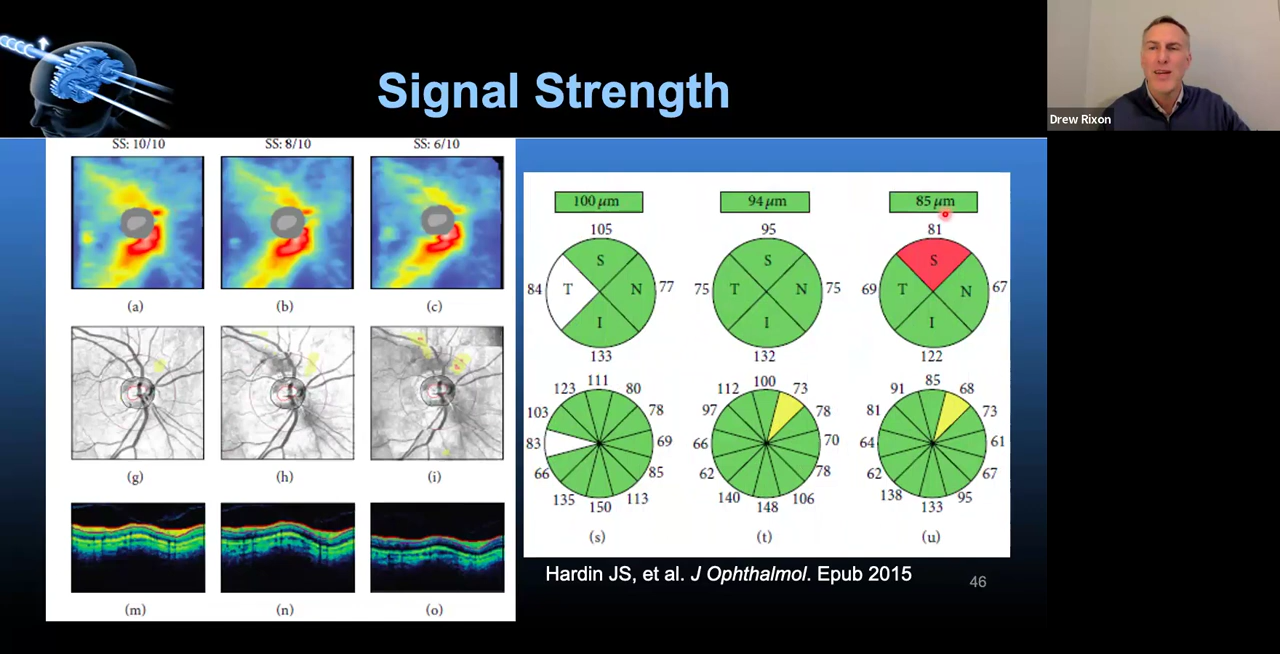 Signal Strength
Drew Rixon
SS: 10/10 SS: 8/10 SS: 6/10
(a) (b) (c)
(g) (h) (i)
(m) (n) (o)
100 μm 94 μm 85 μm
105 95 81
S S S
84 T N 77 75 T N 75 69 T N 67
I I I
133 132 122
111 100 85
123 80 112 73 91 68
103 78 97 78 81 73
83 69 66 70 64 61
66 85 62 78 62 67
135 113 140 106 138 95
150 148 133
(s) (t) (u)
Hardin JS, et al. J Ophthalmol. Epub 2015
46